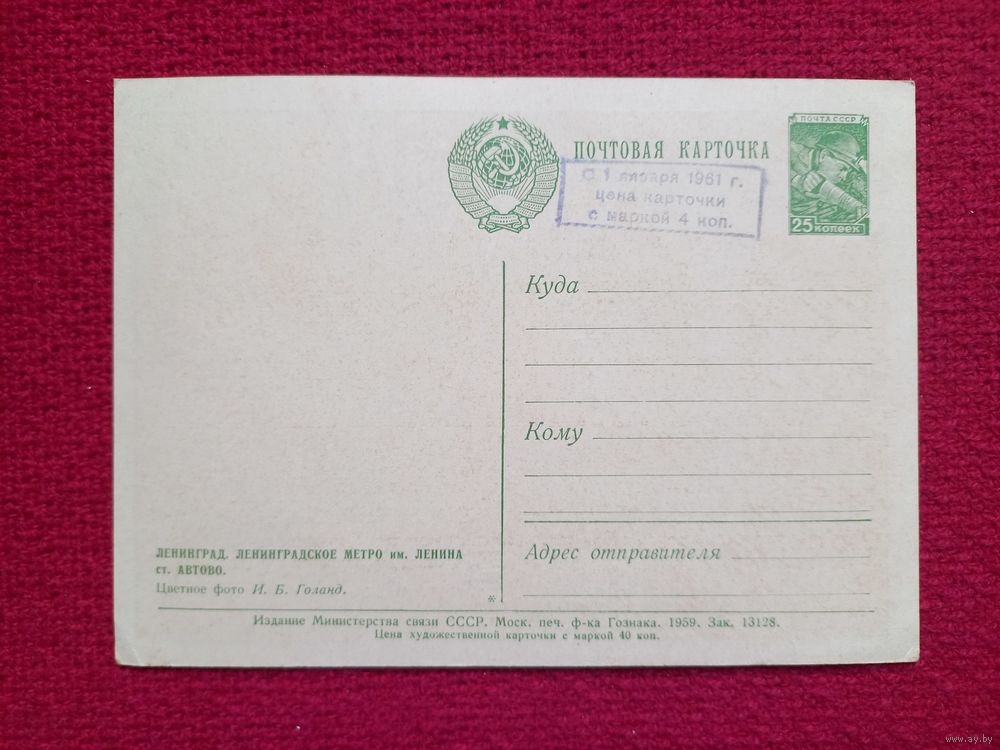 ПОЧТА СССР
ПОЧТОВАЯ КАРТОЧКА
С 1 января 1961 г.
цена карточки
с маркой 4 коп.
25 копеек
Куда
Кому
Адрес отправителя
ЛЕНИНГРАД. ЛЕНИНГРАДСКОЕ МЕТРО им. ЛЕНИНА
ст. АВТОВО.
Цветное фото И. Б. Голанд.
*
Издание Министерства связи СССР. Моск. печ. ф-ка Гознака. 1959. Зак. 13128.
Цена художественной карточки с маркой 40 коп.
www.ay.by